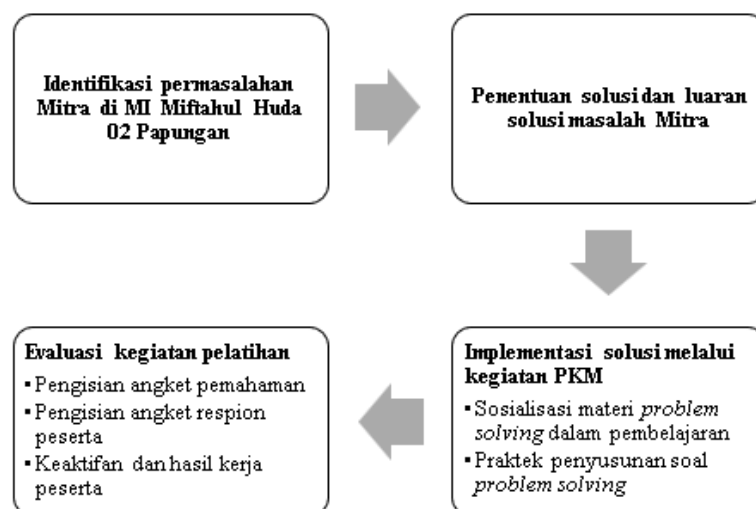 Identifikasi permasalahan
Mitra di MI Miftahul Huda
02 Papungan
Penentuan solusi dan luaran
solusi masalah Mitra
Implementasi solusi melalui
kegiatan PKM
▪ Sosialisasi materi problem
solving dalam pembelajaran
▪ Praktek penyusunan soal
problem solving
Evaluasi kegiatan pelatihan
▪ Pengisian angket pemahaman
▪ Pengisian angket respion
peserta
▪ Keaktifan dan hasil kerja
peserta